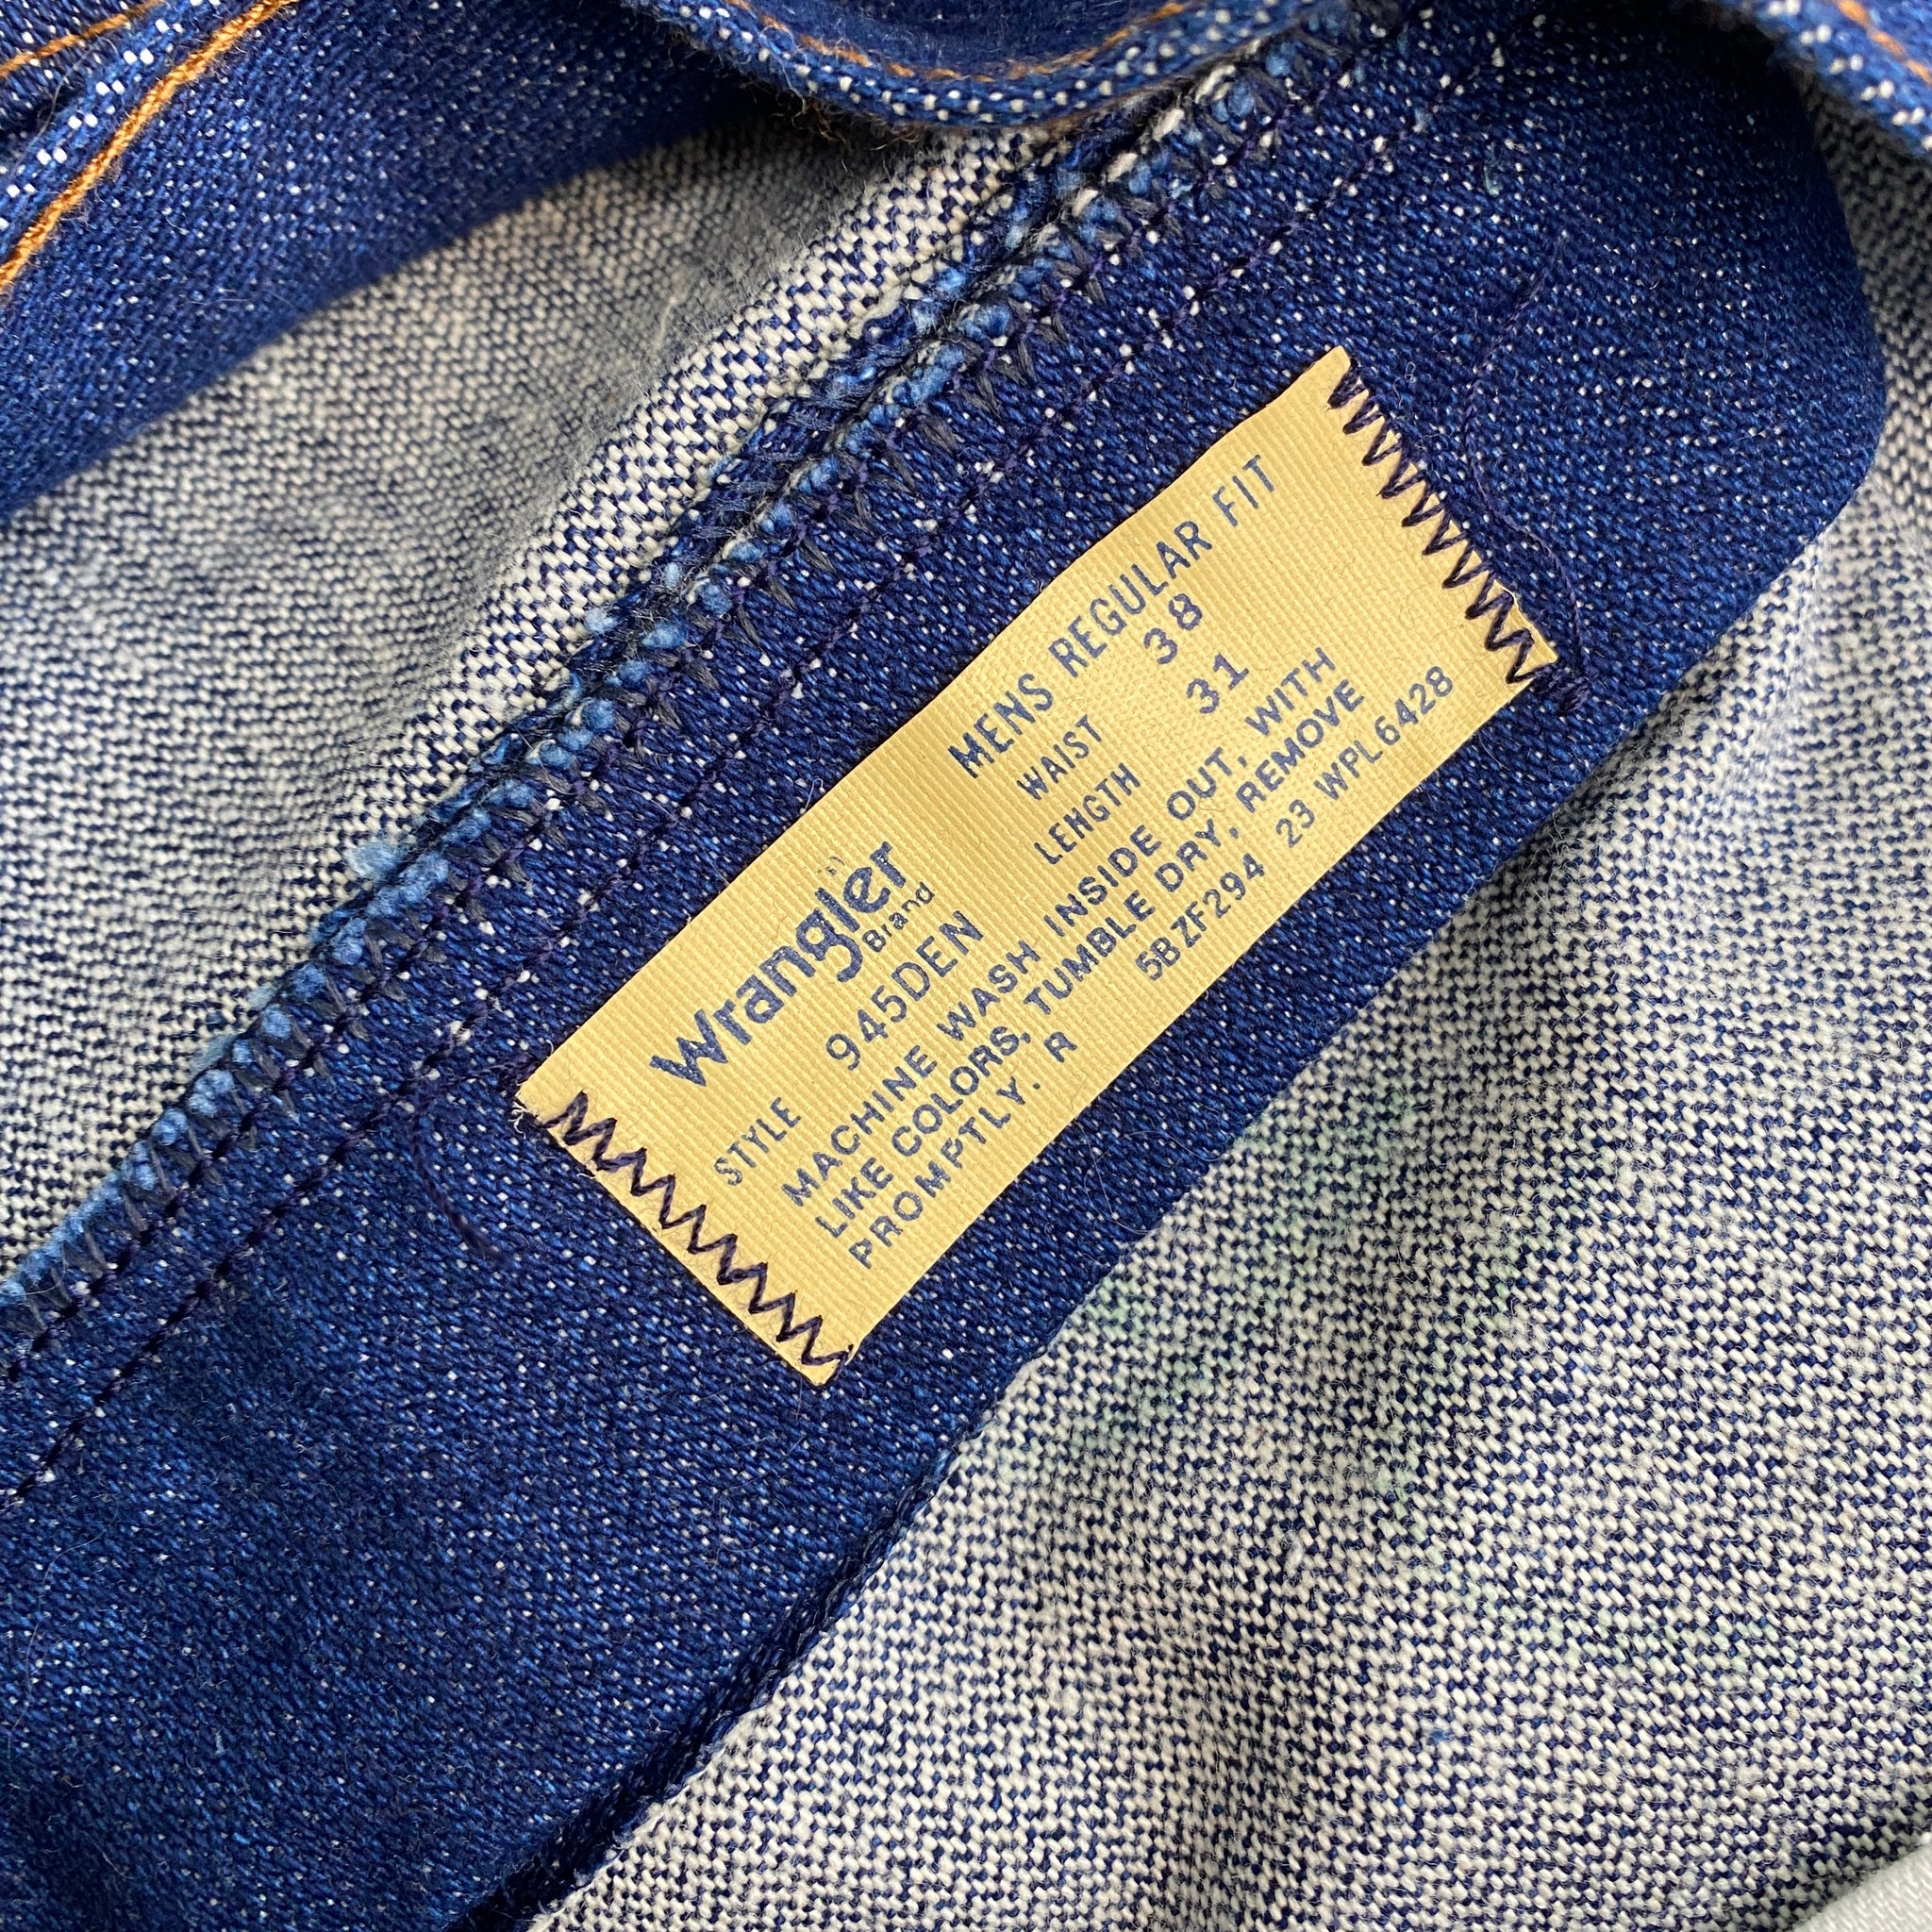 Wrangler
Brand
MENS REGULAR FIT
WAIST 38
LENGTH 31
STYLE 945DEN
MACHINE WASH INSIDE OUT, WITH
LIKE COLORS, TUMBLE DRY, REMOVE
PROMPTLY. R 5BZF294 23 WPL6428